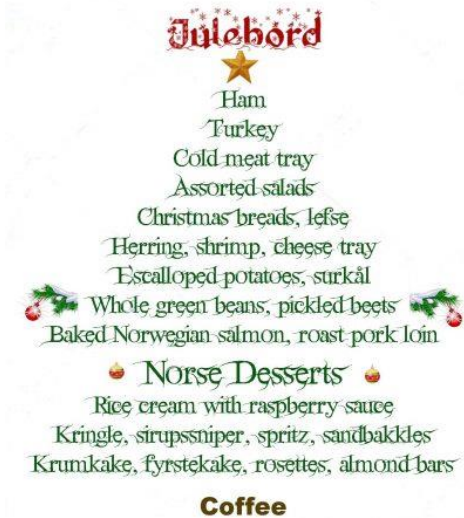 Julebord
Ham
Turkey
Cold meat tray
Assorted salads
Christmas breads, lefse
Herring, shrimp, cheese tray
Escalloped potatoes, surkål
Whole green beans, pickled beets
Baked Norwegian salmon, roast pork loin
Norse Desserts
Rice cream with raspberry sauce
Kringle, sirupssniper, spritz, sandbakkles
Krumkake, fyrstekake, rosettes, almond bars
Coffee